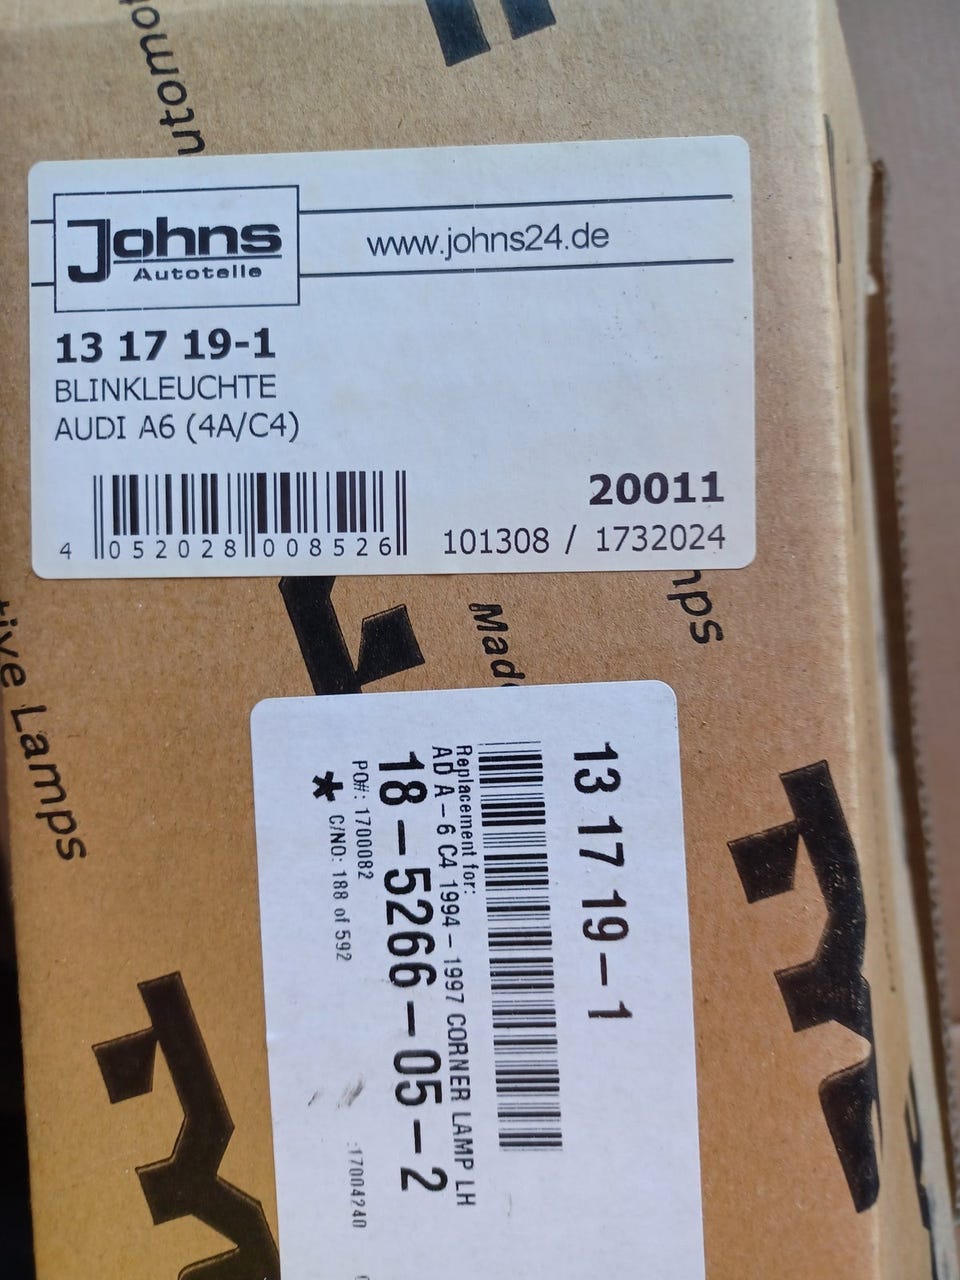 utomo
Johns
Autoteile
www.johns24.de
13 17 19-1
BLINKLEUCHTE
AUDI A6 (4A/C4)
4 052028 008526
20011
101308 / 1732024
mps
Made
tive Lamps
13 17 19-1
Replacement for:
AD A-6 C4 1994-1997 CORNER LAMP LH
18-5266-05-2
PO#: 1700082
:17004240
* C/NO: 188 of 592